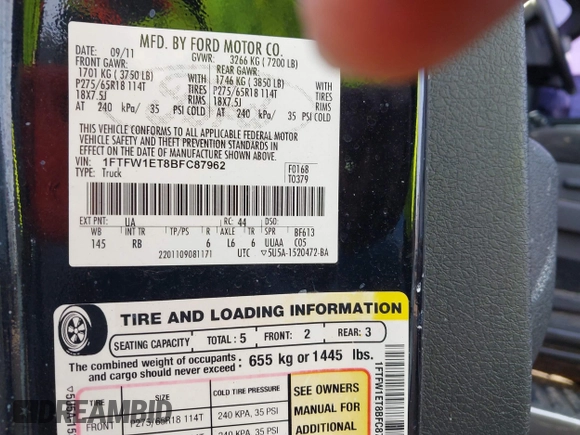 MFD. BY FORD MOTOR CO.
DATE: 09/11 GVWR: 3266 KG ( 7200 LB)
FRONT GAWR: REAR GAWR:
1701 KG ( 3750 LB) WITH 1746 KG ( 3850 LB) WITH
P275/65R18 114T TIRES P275/65R18 114T TIRES
18X7.5J RIMS 18X7.5J RIMS
AT 240 kPa/ 35 PSI COLD AT 240 kPa/ 35 PSI COLD
THIS VEHICLE CONFORMS TO ALL APPLICABLE FEDERAL MOTOR
VEHICLE SAFETY AND THEFT PREVENTION STANDARDS IN
EFFECT ON THE DATE OF MANUFACTURE SHOWN ABOVE.
VIN: 1FTFW1ET8BFC87962 F0168
TYPE: Truck T0379
EXT PNT: UA RC: 44 DSO:
WB INT TR TP/PS R AXLE TR SPR BF613
145 RB 6 L6 6 UUAA C05
2201109081171 UTC 5U5A-1520472-BA
TIRE AND LOADING INFORMATION
SEATING CAPACITY TOTAL : 5 FRONT: 2 REAR: 3
The combined weight of occupants
and cargo should never exceed : 655 kg or 1445 lbs.
TIRE SIZE COLD TIRE PRESSURE SEE OWNERS
MANUAL FOR
FRONT P275/65R18 114T 240 KPA, 35 PSI ADDITIONAL
240 KPA, 35 PSI
5U5A
1FTFW1ET8BFC87
DREAMBID